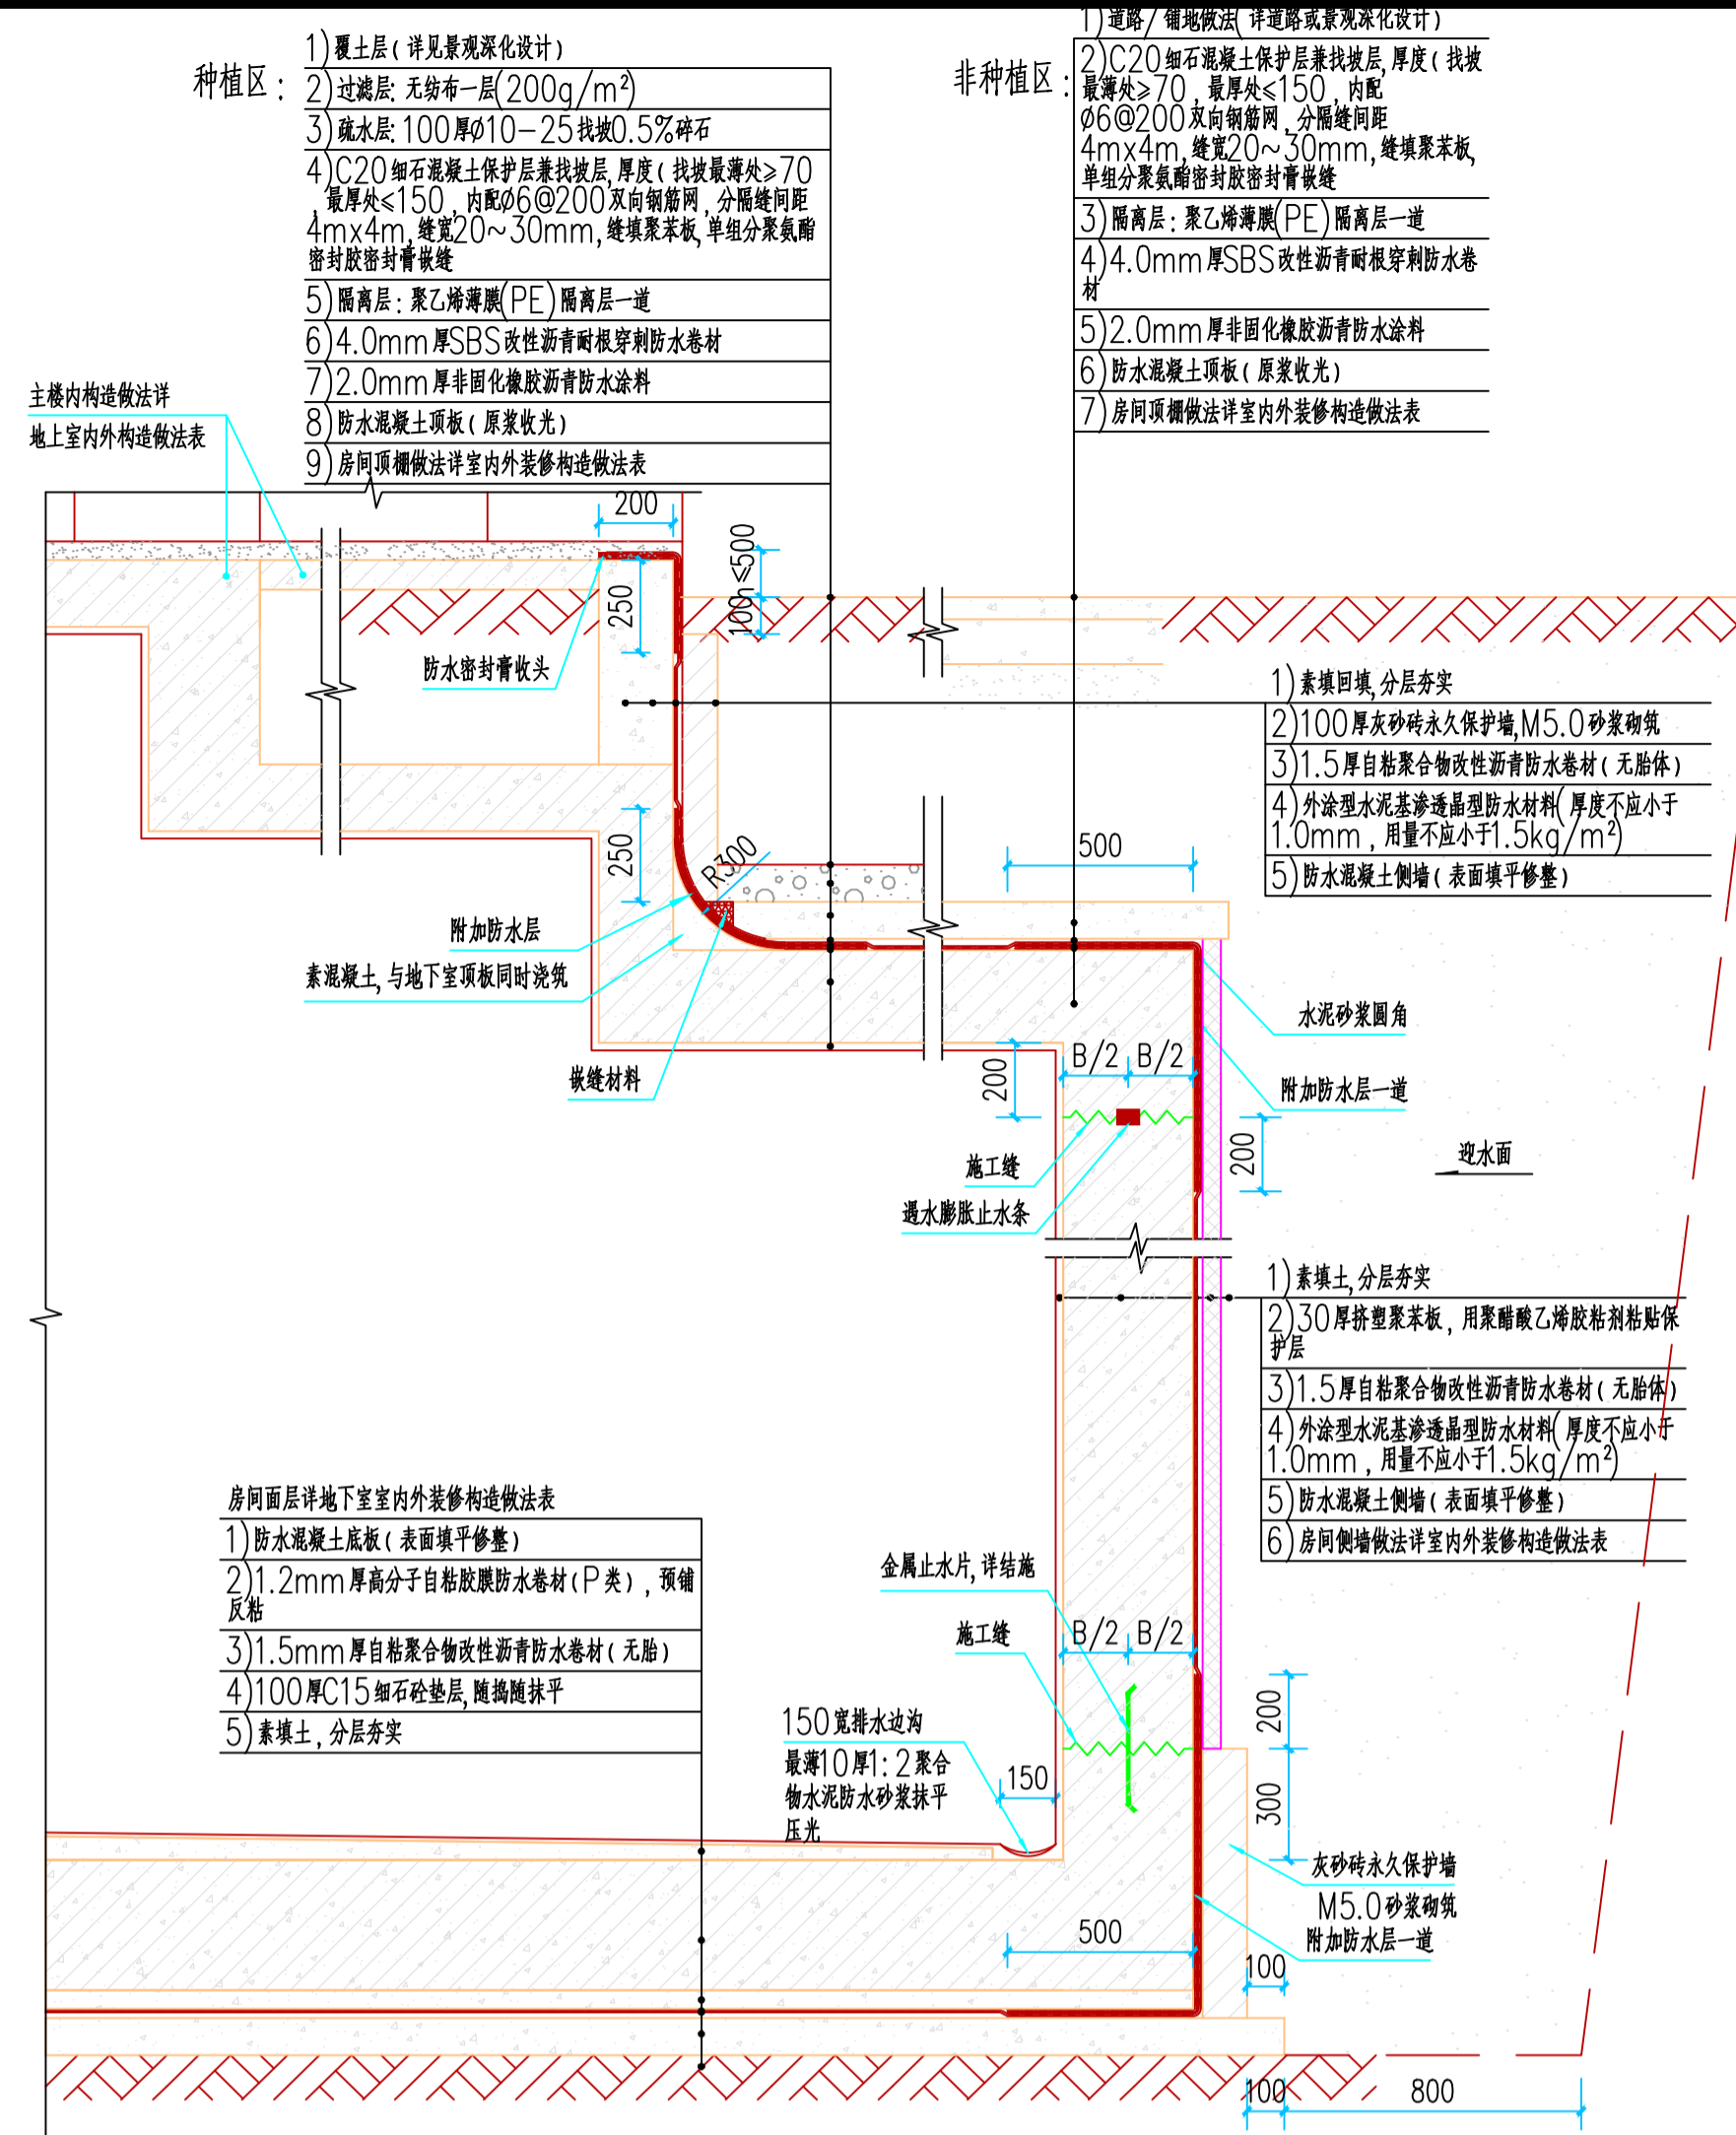 种植区：
1)覆土层(详见景观深化设计)
2)过滤层:无纺布一层(200g/m²)
3)疏水层:100厚Ø10-25找坡0.5%碎石
4)C20细石混凝土保护层兼找坡层,厚度(找坡最薄处≥70
,最厚处≤150,内配Ø6@200双向钢筋网,分隔缝间距
4mx4m,缝宽20~30mm,缝填聚苯板,单组分聚氨酯
密封胶密封膏嵌缝
5)隔离层:聚乙烯薄膜(PE)隔离层一道
6)4.0mm厚SBS改性沥青耐根穿刺防水卷材
7)2.0mm厚非固化橡胶沥青防水涂料
8)防水混凝土顶板(原浆收光)
9)房间顶棚做法详室内外装修构造做法表
非种植区：
1)道路/铺地做法(详道路或景观深化设计)
2)C20细石混凝土保护层兼找坡层,厚度(找坡
最薄处≥70,最厚处≤150,内配
Ø6@200双向钢筋网,分隔缝间距
4mx4m,缝宽20~30mm,缝填聚苯板,
单组分聚氨酯密封胶密封膏嵌缝
3)隔离层:聚乙烯薄膜(PE)隔离层一道
4)4.0mm厚SBS改性沥青耐根穿刺防水卷
材
5)2.0mm厚非固化橡胶沥青防水涂料
6)防水混凝土顶板(原浆收光)
7)房间顶棚做法详室内外装修构造做法表
主楼内构造做法详
地上室内外构造做法表
200
250
100
h≤500
防水密封膏收头
1)素填回填,分层夯实
2)100厚灰砂砖永久保护墙,M5.0砂浆砌筑
3)1.5厚自粘聚合物改性沥青防水卷材(无胎体)
4)外涂型水泥基渗透晶型防水材料(厚度不应小于
1.0mm,用量不应小于1.5kg/m²)
5)防水混凝土侧墙(表面填平修整)
250
R300
500
附加防水层
素混凝土,与地下室顶板同时浇筑
嵌缝材料
水泥砂浆圆角
附加防水层一道
200
B/2
B/2
200
施工缝
遇水膨胀止水条
迎水面
1)素填土,分层夯实
2)30厚挤塑聚苯板,用聚醋酸乙烯胶粘剂粘贴保
护层
3)1.5厚自粘聚合物改性沥青防水卷材(无胎体)
4)外涂型水泥基渗透晶型防水材料(厚度不应小于
1.0mm,用量不应小于1.5kg/m²)
5)防水混凝土侧墙(表面填平修整)
6)房间侧墙做法详室内外装修构造做法表
房间面层详地下室室内外装修构造做法表
1)防水混凝土底板(表面填平修整)
2)1.2mm厚高分子自粘胶膜防水卷材(P类),预铺
反粘
3)1.5mm厚自粘聚合物改性沥青防水卷材(无胎)
4)100厚C15细石砼垫层,随捣随抹平
5)素填土,分层夯实
金属止水片,详结施
施工缝
B/2
B/2
150宽排水边沟
最薄10厚1:2聚合
物水泥防水砂浆抹平
压光
150
200
300
灰砂砖永久保护墙
M5.0砂浆砌筑
附加防水层一道
500
100
100
800